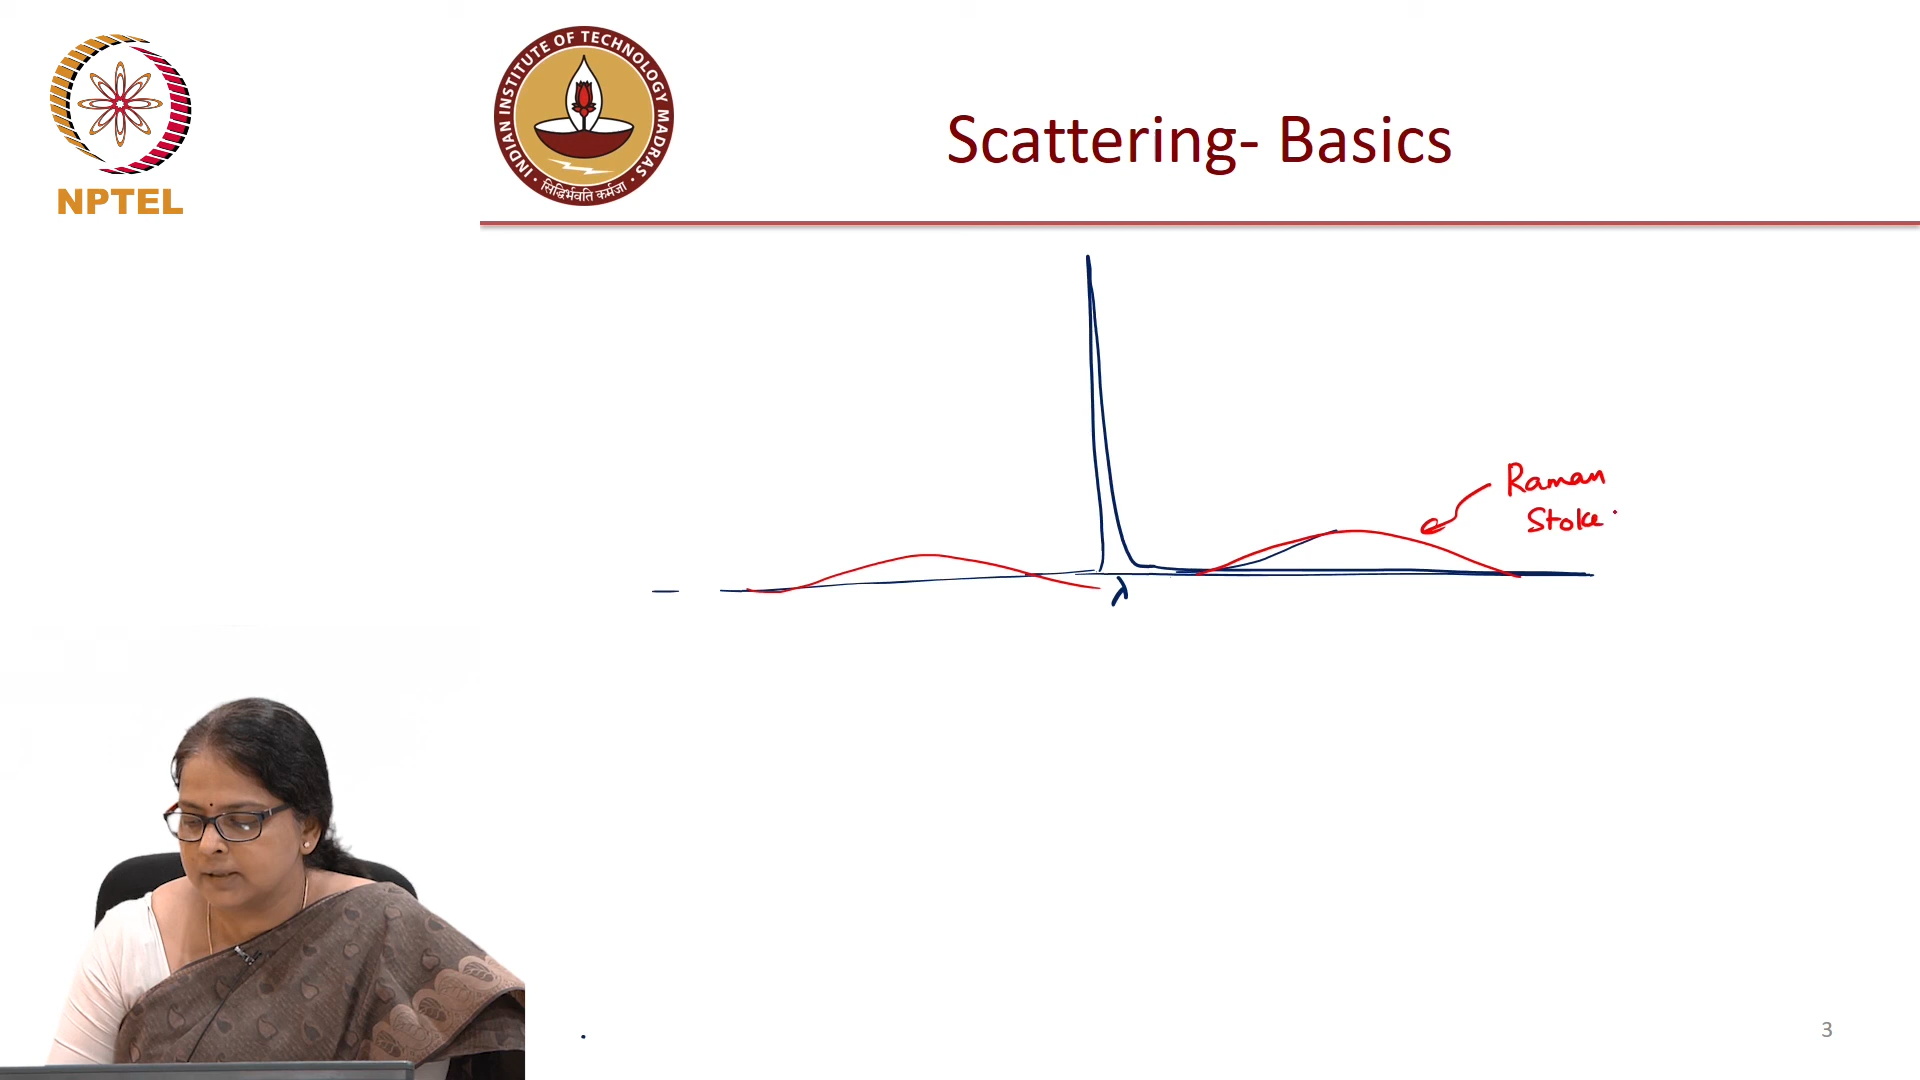 NPTEL
INDIAN INSTITUTE OF TECHNOLOGY MADRAS
सिद्धिर्भवति कर्मजा
Scattering- Basics
Raman
Stoke
λ
3